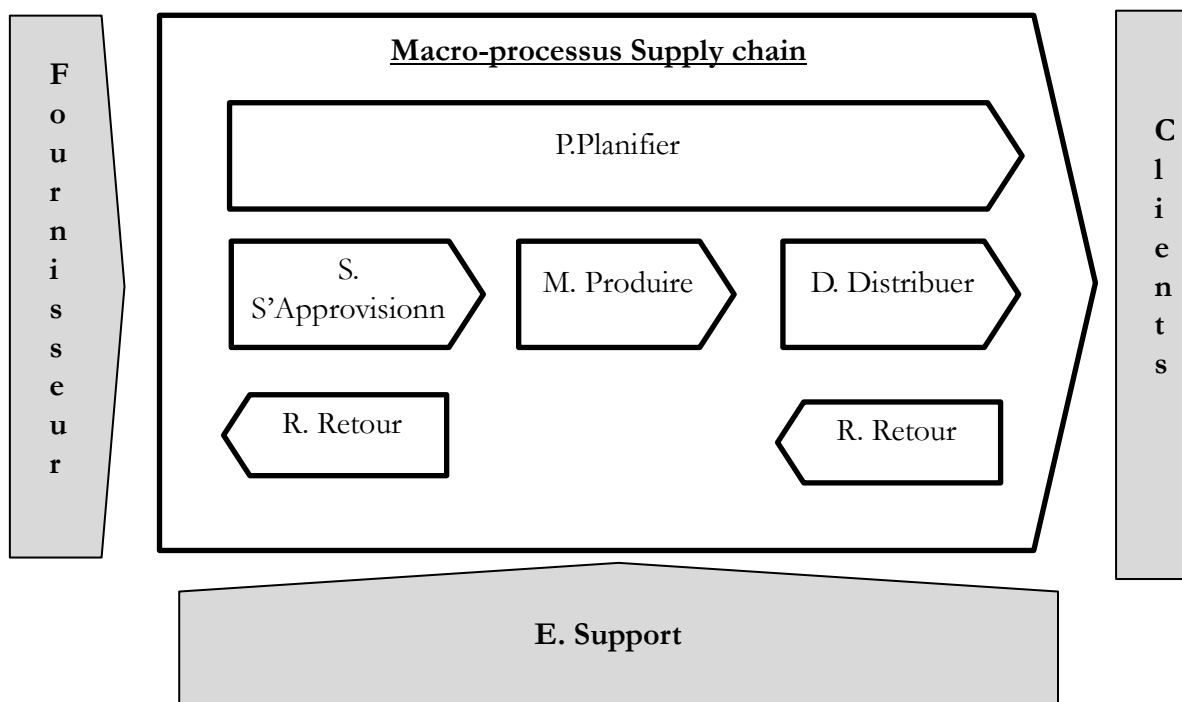 Fournisseur
Macro-processus Supply chain
P.Planifier
S.
S'Approvisionn
M. Produire
D. Distribuer
R. Retour
R. Retour
Clients
E. Support